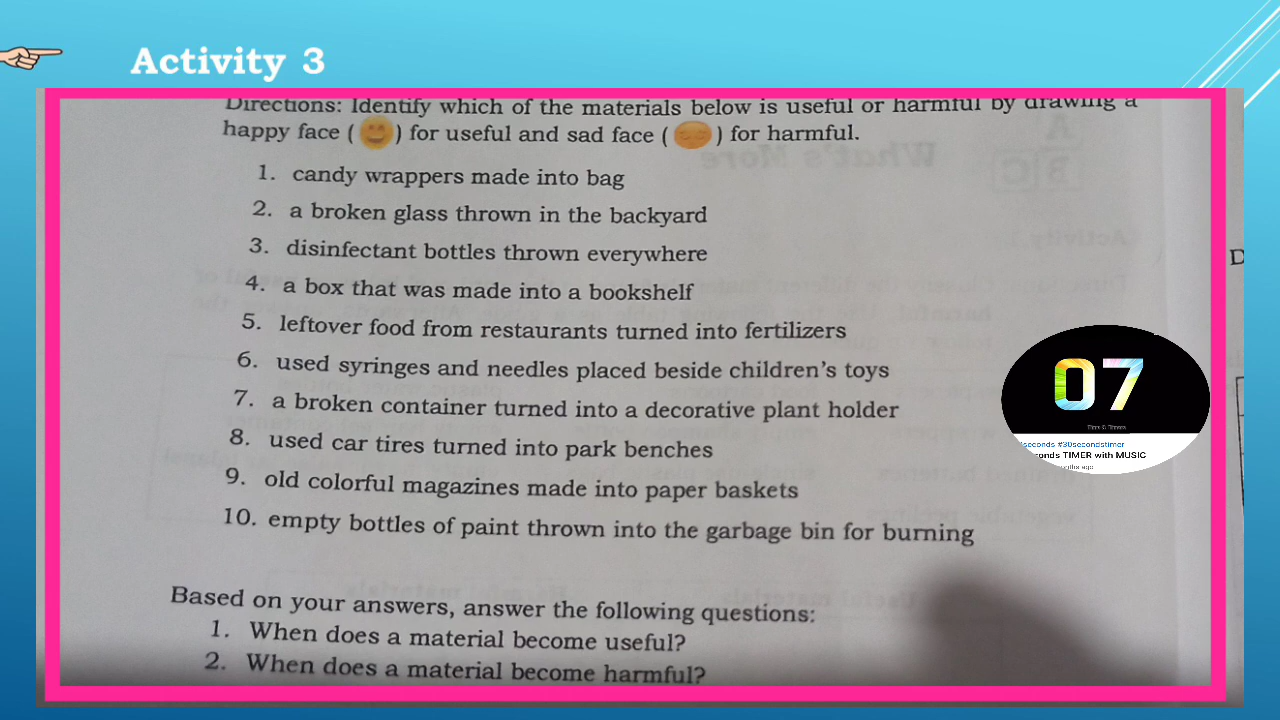 Activity 3
Directions: Identify which of the materials below is useful or harmful by drawing a
happy face ( ) for useful and sad face ( ) for harmful.
1. candy wrappers made into bag
2. a broken glass thrown in the backyard
3. disinfectant bottles thrown everywhere
4. a box that was made into a bookshelf
5. leftover food from restaurants turned into fertilizers
6. used syringes and needles placed beside children's toys
7. a broken container turned into a decorative plant holder
8. used car tires turned into park benches
9. old colorful magazines made into paper baskets
10. empty bottles of paint thrown into the garbage bin for burning
Based on your answers, answer the following questions:
1. When does a material become useful?
2. When does a material become harmful?
07
#30secondstimer
TIMER with MUSIC
ago
D